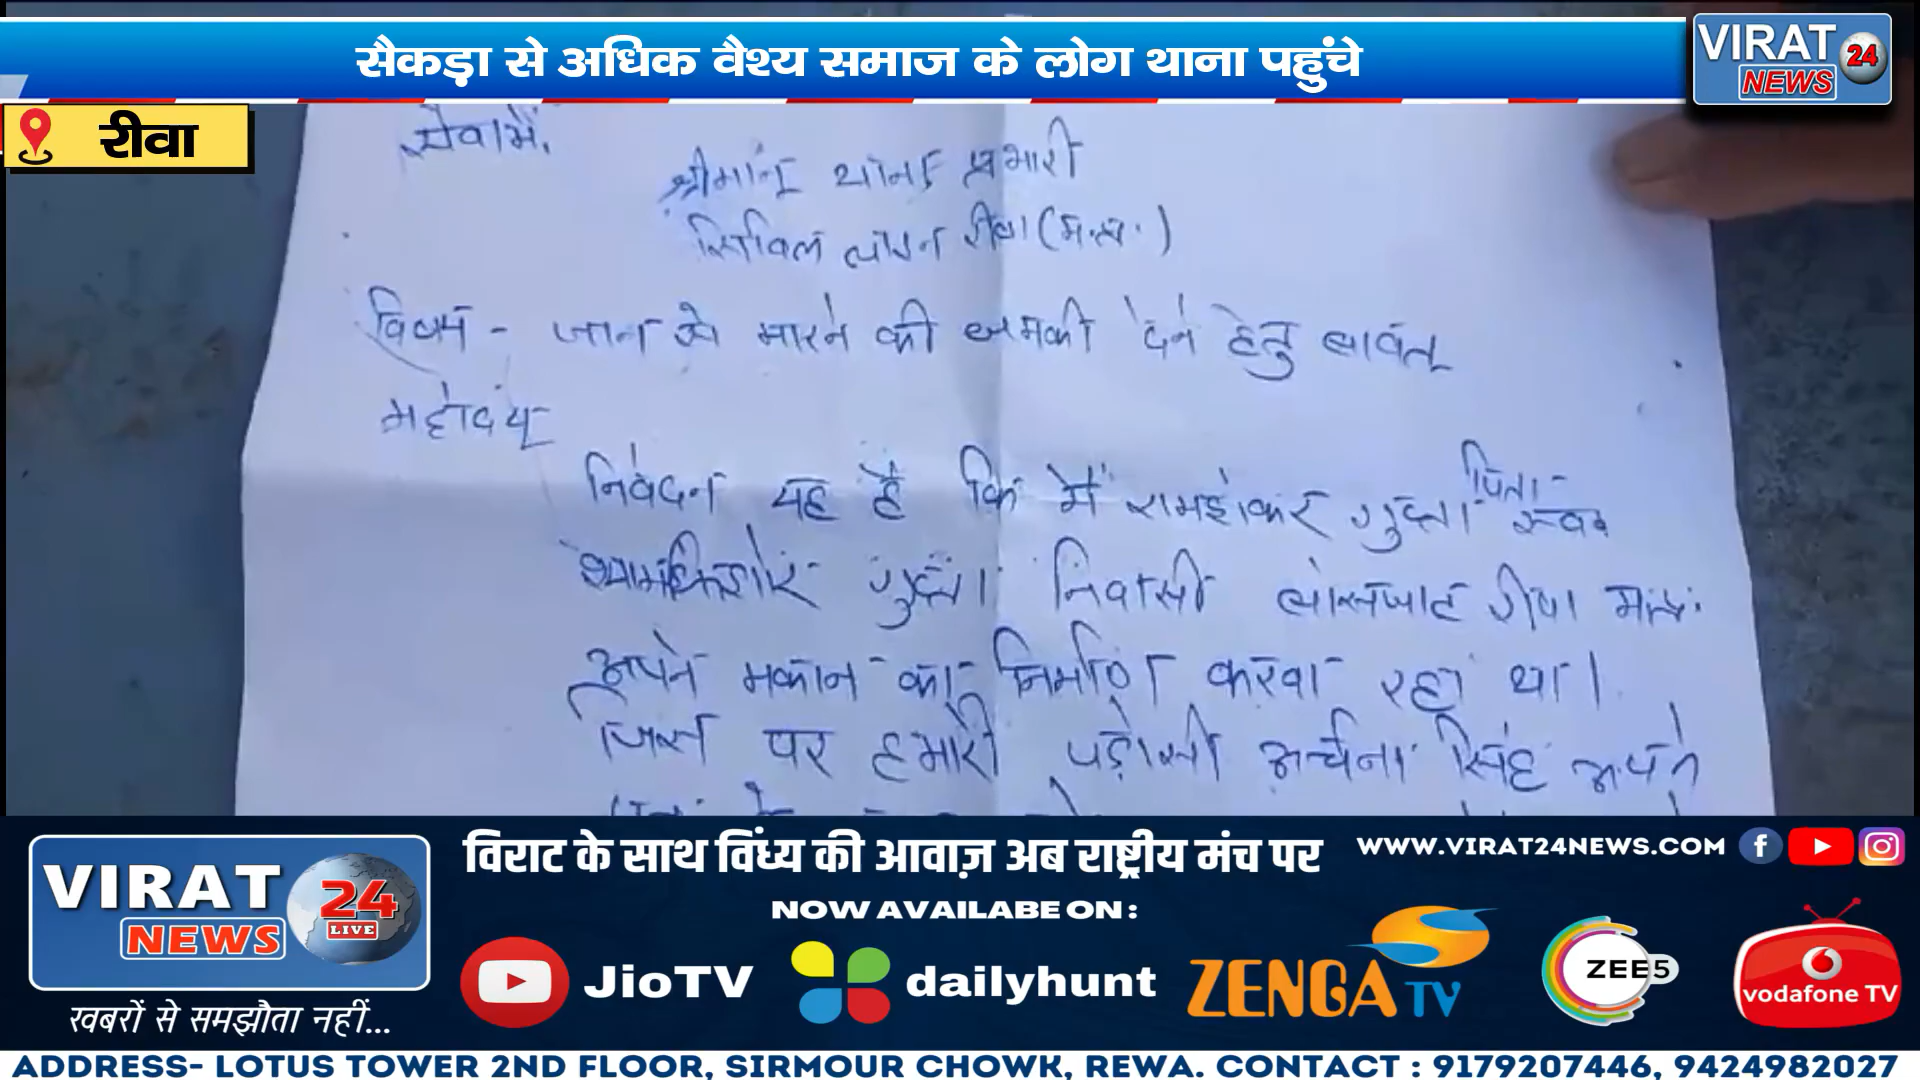 सैकड़ा से अधिक वैश्य समाज के लोग थाना पहुंचे
VIRAT 24
NEWS
रीवा
सेवा में,
श्रीमान् थाना प्रभारी
सिविल लाइन रीवा (म.प्र.)
विषय - जान से मारने की धमकी देने हेतु बावत्
महोदय
निवेदन यह है कि मैं रामशंकर गुप्ता पिता स्व
श्यामकिशोर गुप्ता निवासी रीवा म.प्र.
अपने मकान का निर्माण करवा रहा था।
जिस पर हमारी पड़ोसी अर्चना सिंह अपने
VIRAT
NEWS
24
LIVE
खबरों से समझौता नहीं...
विराट के साथ विंध्य की आवाज़ अब राष्ट्रीय मंच पर
WWW.VIRAT24NEWS.COM
NOW AVAILABE ON :
JioTV
dailyhunt
ZENGA TV
ZEE5
vodafone TV
ADDRESS- LOTUS TOWER 2ND FLOOR, SIRMOUR CHOWK, REWA. CONTACT : 9179207446, 9424982027